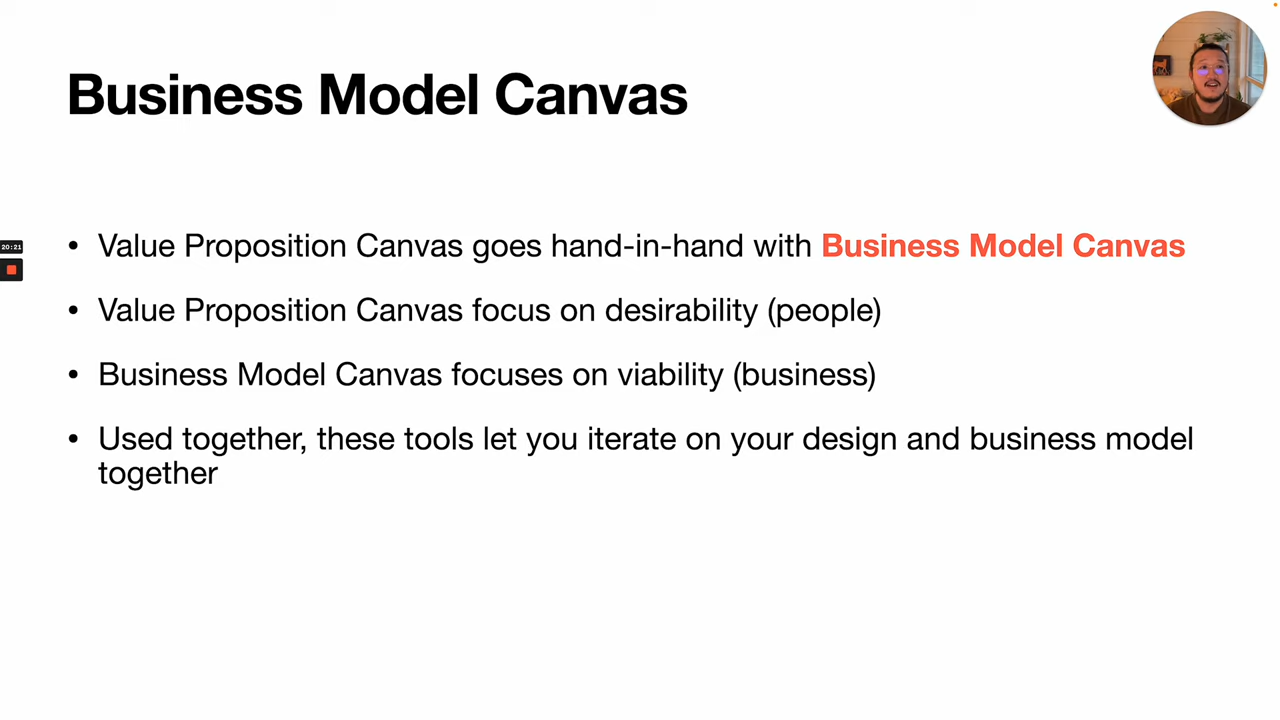 Business Model Canvas
20:21
• Value Proposition Canvas goes hand-in-hand with Business Model Canvas
• Value Proposition Canvas focus on desirability (people)
• Business Model Canvas focuses on viability (business)
• Used together, these tools let you iterate on your design and business model
together